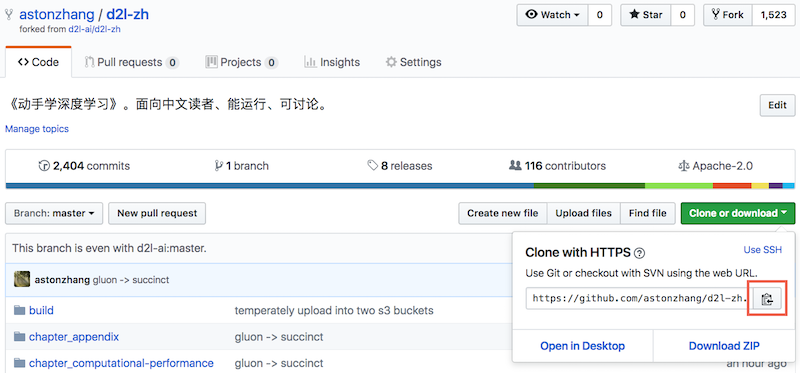 astonzhang / d2l-zh
Watch 0 Star 0 Fork 1,523
forked from d2l-ai/d2l-zh
Code Pull requests 0 Projects 0 Insights Settings
《动手学深度学习》。面向中文读者、能运行、可讨论。
Edit
Manage topics
2,404 commits 1 branch 8 releases 116 contributors Apache-2.0
Branch: master New pull request Create new file Upload files Find file Clone or download
This branch is even with d2l-ai:master.
astonzhang gluon -> succinct
build temperately upload into two s3 buckets
chapter_appendix gluon -> succinct
chapter_computational-performance gluon -> succinct an hour ago
Clone with HTTPS ? Use SSH
Use Git or checkout with SVN using the web URL.
https://github.com/astonzhang/d2l-zh.
Open in Desktop Download ZIP